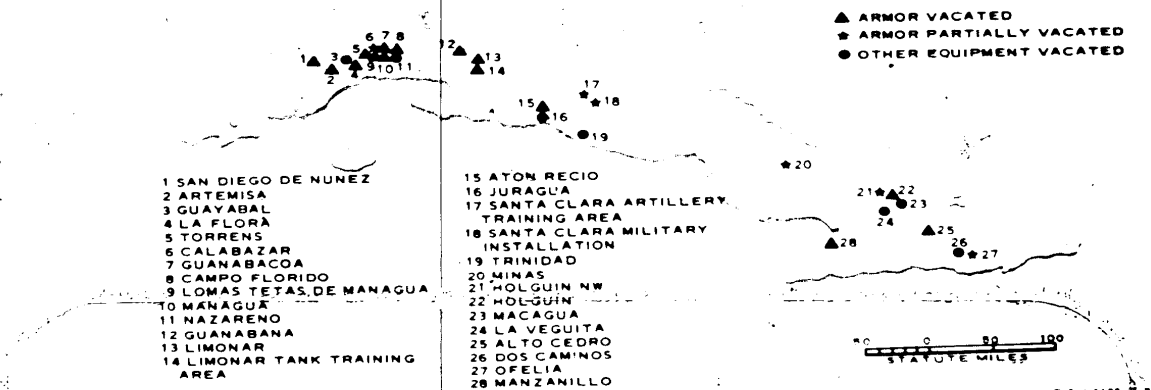 ARMOR VACATED
ARMOR PARTIALLY VACATED
OTHER EQUIPMENT VACATED
1
2
3
4
5
6 7 8
9 10 11
12
13
14
15
16
17
18
19
20
21 22
23
24
25
26
27
28
1 SAN DIEGO DE NUNEZ
2 ARTEMISA
3 GUAYABAL
4 LA FLORA
5 TORRENS
6 CALABAZAR
7 GUANABACOA
8 CAMPO FLORIDO
9 LOMAS TETAS DE MANAGUA
10 MANAGUA
11 NAZARENO
12 GUANABANA
13 LIMONAR
14 LIMONAR TANK TRAINING
AREA
15 ATON RECIO
16 JURAGUA
17 SANTA CLARA ARTILLERY
TRAINING AREA
18 SANTA CLARA MILITARY
INSTALLATION
19 TRINIDAD
20 MINAS
21 HOLGUIN NW
22 HOLGUIN
23 MACAGUA
24 LA VEGUITA
25 ALTO CEDRO
26 DOS CAMINOS
27 OFELIA
28 MANZANILLO
0 50 100
STATUTE MILES